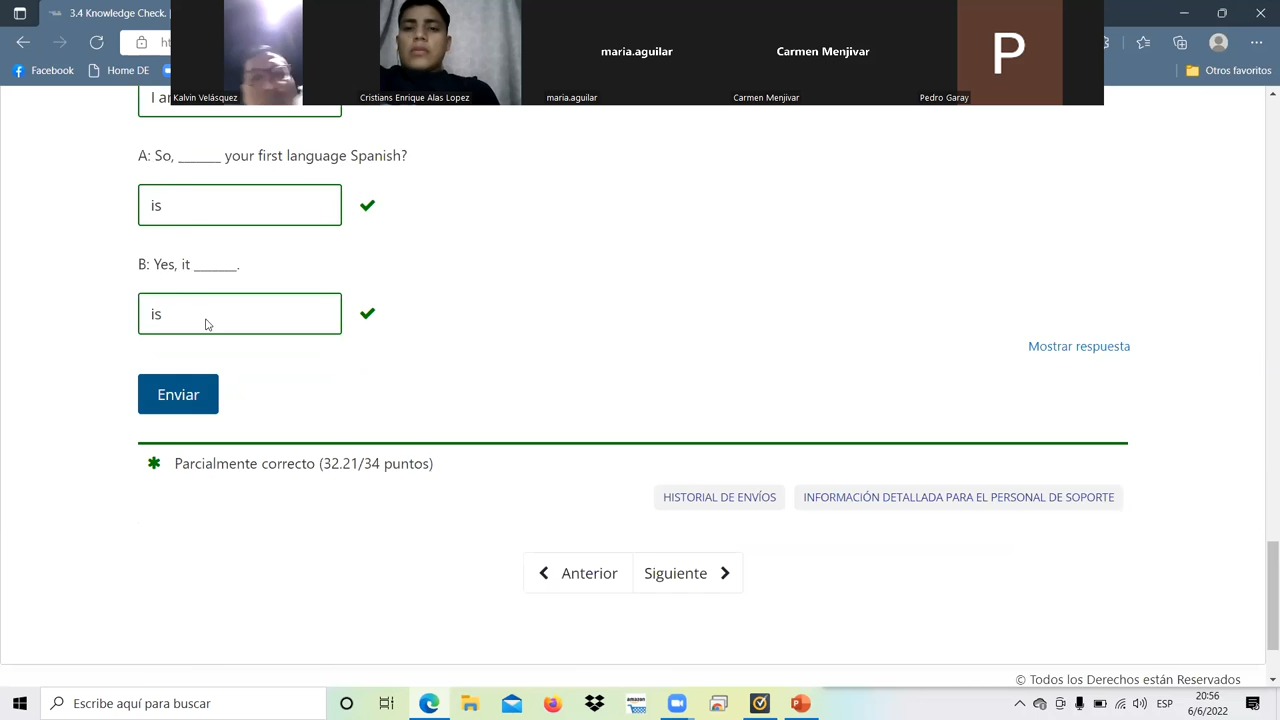 3.4 Knowle
Facebook
Home DE
Otros favoritos
Kalvin Velásquez
Cristians Enrique Alas Lopez
maria.aguilar
maria.aguilar
Carmen Menjivar
Carmen Menjivar
P
Pedro Garay
I a
A: So, ______ your first language Spanish?
is
B: Yes, it ______.
is
Mostrar respuesta
Enviar
Parcialmente correcto (32.21/34 puntos)
HISTORIAL DE ENVÍOS
INFORMACIÓN DETALLADA PARA EL PERSONAL DE SOPORTE
Anterior
Siguiente
© Todos los Derechos están Reservados
Escribe aquí para buscar
amazon
ESP
20:56
6/6/2022